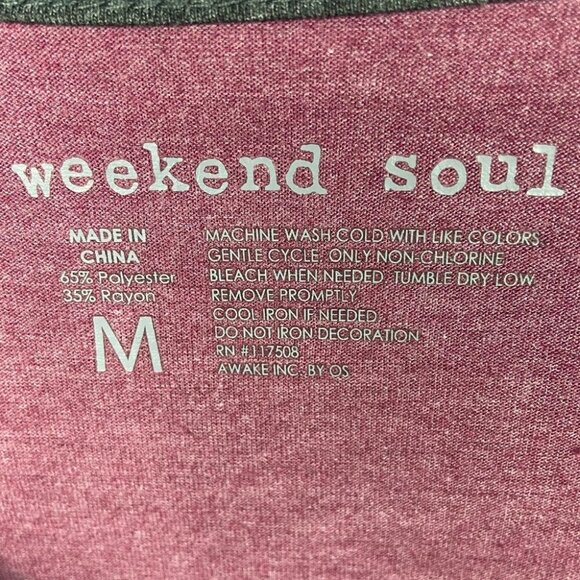 weekend soul
MADE IN
CHINA
65% Polyester
35% Rayon
M
MACHINE WASH COLD WITH LIKE COLORS
GENTLE CYCLE, ONLY NON-CHLORINE
BLEACH WHEN NEEDED. TUMBLE DRY LOW.
REMOVE PROMPTLY.
COOL IRON IF NEEDED.
DO NOT IRON DECORATION
RN #117508
AWAKE INC. BY OS